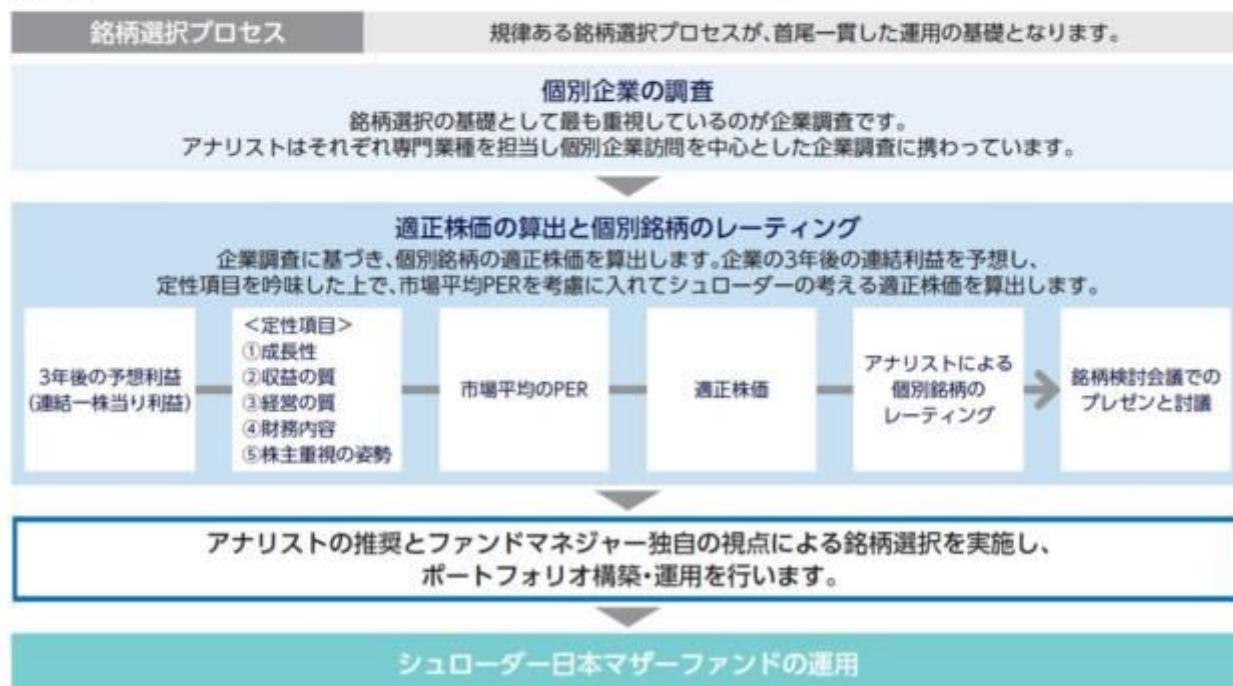 銘柄選択プロセス
規律ある銘柄選択プロセスが、首尾一貫した運用の基礎となります。
個別企業の調査
銘柄選択の基礎として最も重視しているのが企業調査です。
アナリストはそれぞれ専門業種を担当し個別企業訪問を中心とした企業調査に携わっています。
適正株価の算出と個別銘柄のレーティング
企業調査に基づき、個別銘柄の適正株価を算出します。企業の3年後の連結利益を予想し、
定性項目を吟味した上で、市場平均PERを考慮に入れてシュローダーの考える適正株価を算出します。
3年後の予想利益
(連結一株当り利益)
＜定性項目＞
①成長性
②収益の質
③経営の質
④財務内容
⑤株主重視の姿勢
市場平均のPER
適正株価
アナリストによる
個別銘柄の
レーティング
銘柄検討会議での
プレゼンと討議
アナリストの推奨とファンドマネジャー独自の視点による銘柄選択を実施し、
ポートフォリオ構築・運用を行います。
シュローダー日本マザーファンドの運用